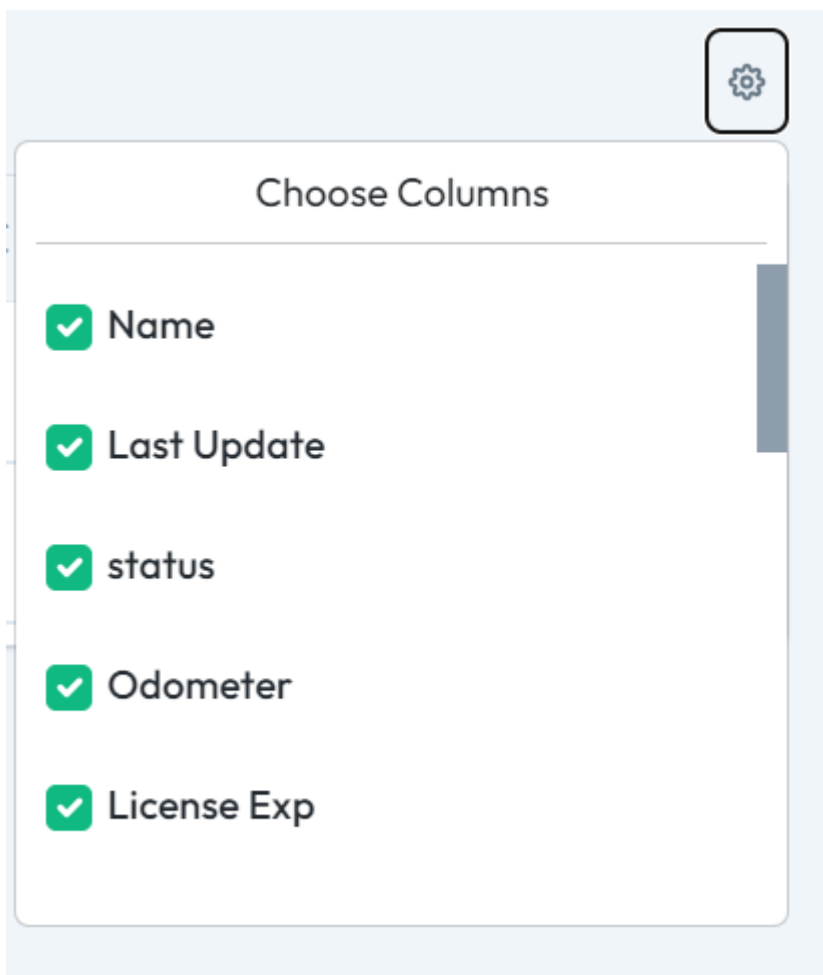 Choose Columns
Name
Last Update
status
Odometer
License Exp